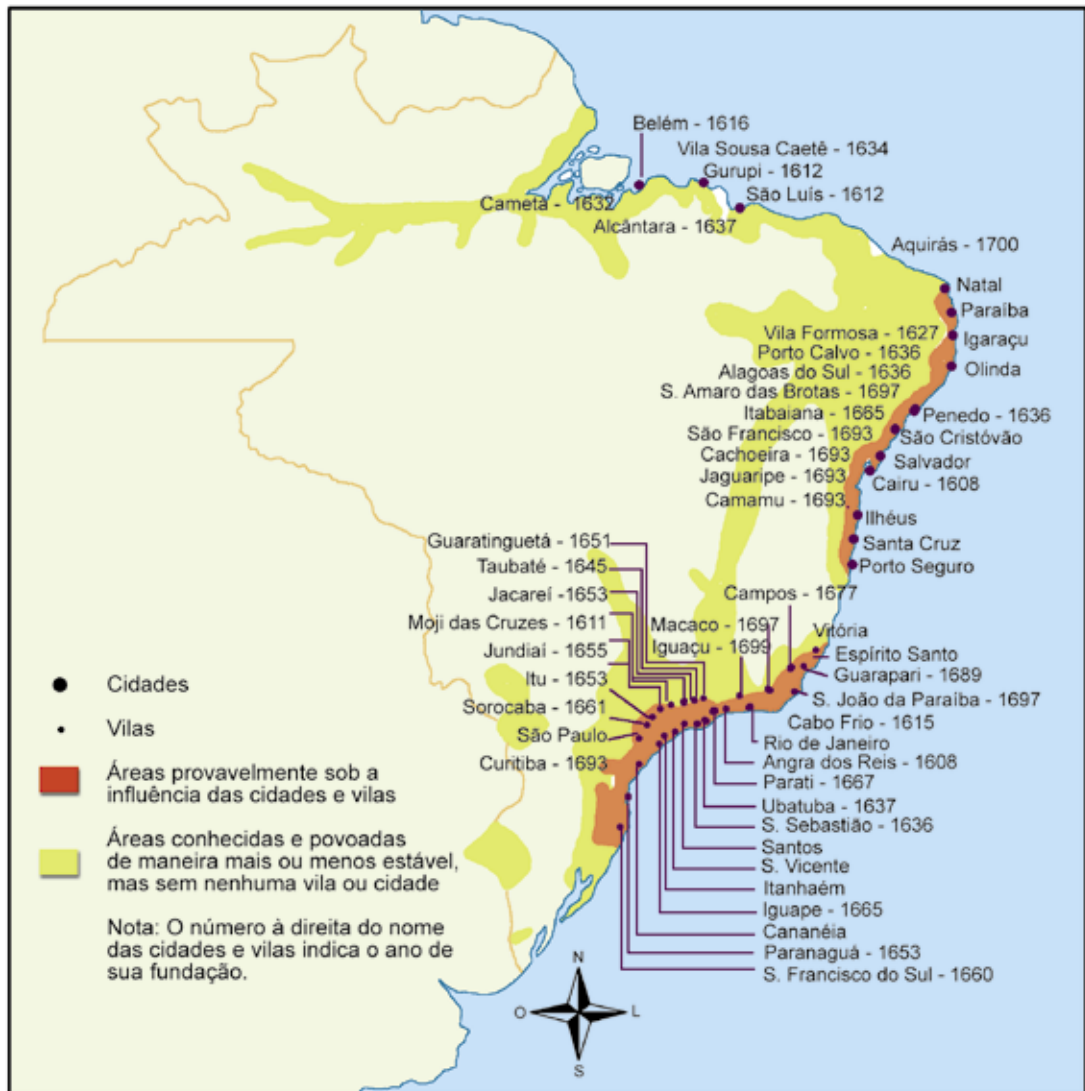 Belém - 1616
Vila Sousa Caetê - 1634
Gurupi - 1612
São Luís - 1612
Cametá - 1632
Alcântara - 1637
Aquirás - 1700
Natal
Paraíba
Vila Formosa - 1627
Igaraçu
Porto Calvo - 1636
Olinda
Alagoas do Sul - 1636
S. Amaro das Brotas - 1697
Itabaiana - 1665
Penedo - 1636
São Francisco - 1693
São Cristóvão
Cachoeira - 1693
Salvador
Jaguaripe - 1693
Cairu - 1608
Camamu - 1693
Ilhéus
Santa Cruz
Porto Seguro
Guaratinguetá - 1651
Taubaté - 1645
Jacareí -1653
Moji das Cruzes - 1611
Jundiaí - 1655
Itu - 1653
Sorocaba - 1661
São Paulo
Curitiba - 1693
Campos - 1677
Macaco - 1697
Iguaçu - 1699
Vitória
Espírito Santo
Guarapari - 1689
S. João da Paraíba - 1697
Cabo Frio - 1615
Rio de Janeiro
Angra dos Reis - 1608
Parati - 1667
Ubatuba - 1637
S. Sebastião - 1636
Santos
S. Vicente
Itanhaém
Iguape - 1665
Cananéia
Paranaguá - 1653
S. Francisco do Sul - 1660
Cidades
Vilas
Áreas provavelmente sob a
influência das cidades e vilas
Áreas conhecidas e povoadas
de maneira mais ou menos estável,
mas sem nenhuma vila ou cidade
Nota: O número à direita do nome
das cidades e vilas indica o ano de
sua fundação.
N
O
L
S